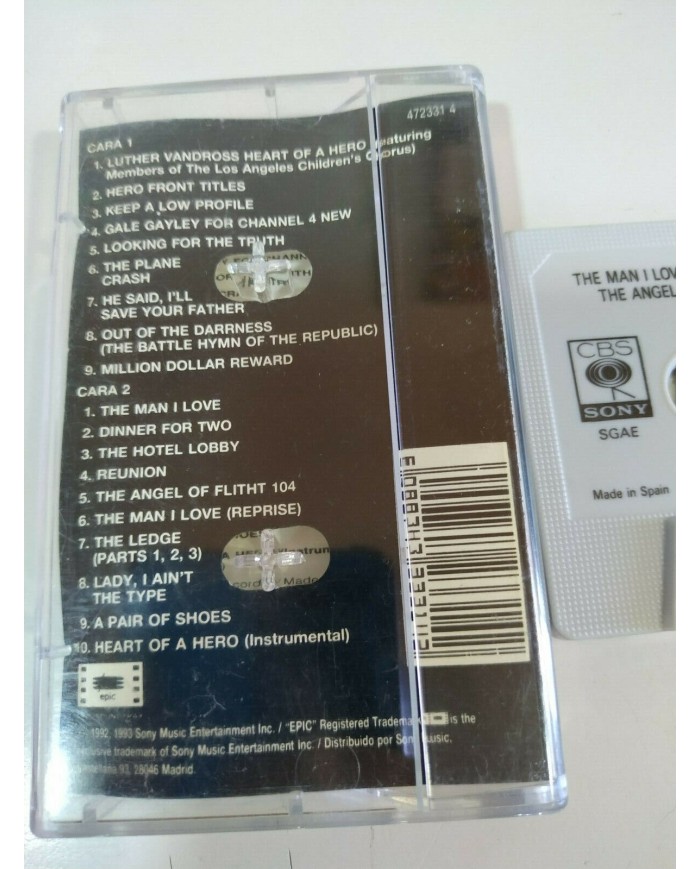 472331 4
CARA 1
1. LUTHER VANDROSS HEART OF A HERO (featuring
Members of The Los Angeles Children's Chorus)
2. HERO FRONT TITLES
3. KEEP A LOW PROFILE
4. GALE GAYLEY FOR CHANNEL 4 NEW
5. LOOKING FOR THE TRUTH
6. THE PLANE
CRASH
7. HE SAID, I'LL
SAVE YOUR FATHER
8. OUT OF THE DARRNESS
(THE BATTLE HYMN OF THE REPUBLIC)
9. MILLION DOLLAR REWARD
CARA 2
1. THE MAN I LOVE
2. DINNER FOR TWO
3. THE HOTEL LOBBY
4. REUNION
5. THE ANGEL OF FLITHT 104
6. THE MAN I LOVE (REPRISE)
7. THE LEDGE
(PARTS 1, 2, 3)
8. LADY, I AIN'T
THE TYPE
9. A PAIR OF SHOES
10. HEART OF A HERO (Instrumental)
epic
1992, 1993 Sony Music Entertainment Inc. / "EPIC" Registered Tradema is the
exclusive trademark of Sony Music Entertainment Inc. / Distribuido por Sony Music,
93, 28046 Madrid.
THE MAN I LOV
THE ANGEL
CBS
SONY
SGAE
Made in Spain